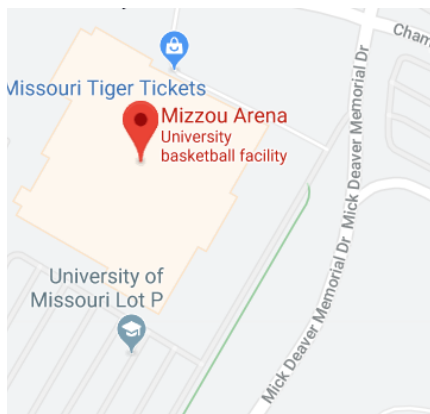 Cham
Missouri Tiger Tickets
Mizzou Arena
University
basketball facility
Mick Deaver Memorial Dr
Mick Deaver Memorial Dr
University of
Missouri Lot P